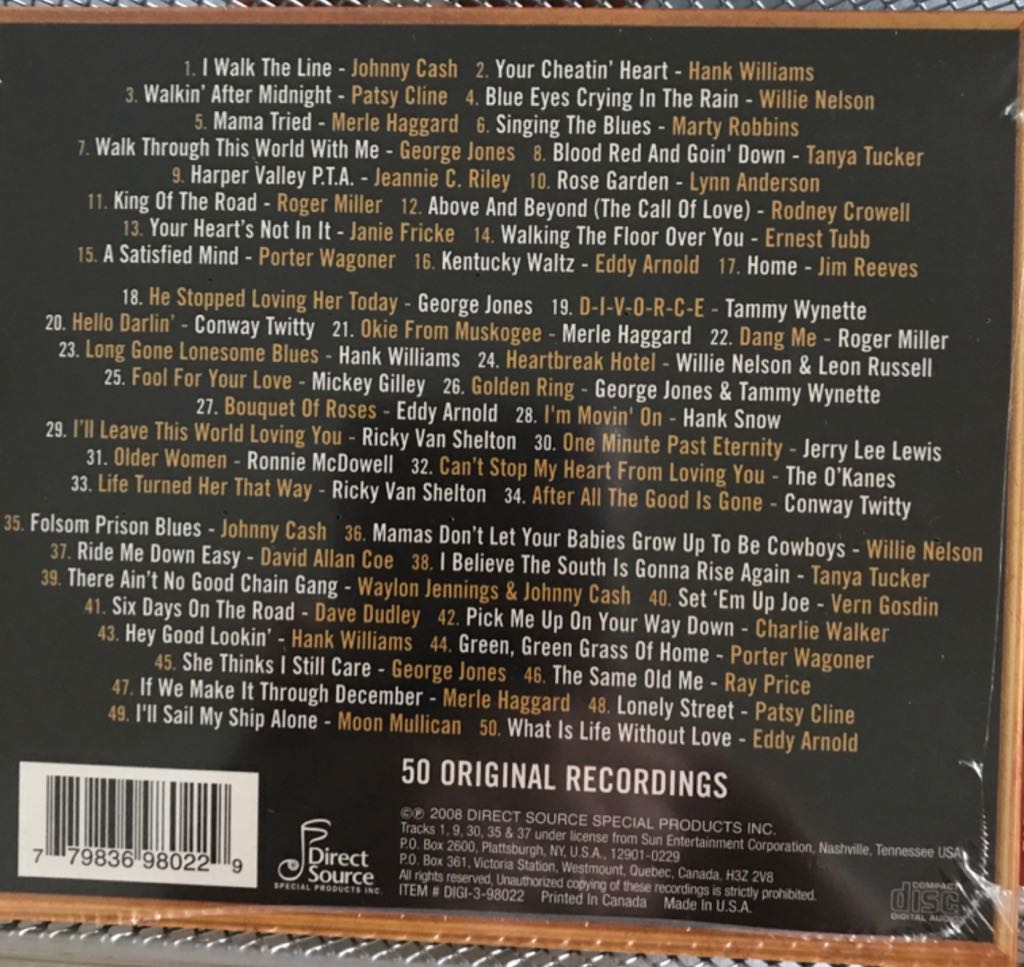 1. I Walk The Line - Johnny Cash 2. Your Cheatin' Heart - Hank Williams
3. Walkin' After Midnight - Patsy Cline 4. Blue Eyes Crying In The Rain - Willie Nelson
5. Mama Tried - Merle Haggard 6. Singing The Blues - Marty Robbins
7. Walk Through This World With Me - George Jones 8. Blood Red And Goin' Down - Tanya Tucker
9. Harper Valley P.T.A. - Jeannie C. Riley 10. Rose Garden - Lynn Anderson
11. King Of The Road - Roger Miller 12. Above And Beyond (The Call Of Love) - Rodney Crowell
13. Your Heart's Not In It - Janie Fricke 14. Walking The Floor Over You - Ernest Tubb
15. A Satisfied Mind - Porter Wagoner 16. Kentucky Waltz - Eddy Arnold 17. Home - Jim Reeves
18. He Stopped Loving Her Today - George Jones 19. D-I-V-O-R-C-E - Tammy Wynette
20. Hello Darlin' - Conway Twitty 21. Okie From Muskogee - Merle Haggard 22. Dang Me - Roger Miller
23. Long Gone Lonesome Blues - Hank Williams 24. Heartbreak Hotel - Willie Nelson & Leon Russell
25. Fool For Your Love - Mickey Gilley 26. Golden Ring - George Jones & Tammy Wynette
27. Bouquet Of Roses - Eddy Arnold 28. I'm Movin' On - Hank Snow
29. I'll Leave This World Loving You - Ricky Van Shelton 30. One Minute Past Eternity - Jerry Lee Lewis
31. Older Women - Ronnie McDowell 32. Can't Stop My Heart From Loving You - The O'Kanes
33. Life Turned Her That Way - Ricky Van Shelton 34. After All The Good Is Gone - Conway Twitty
35. Folsom Prison Blues - Johnny Cash 36. Mamas Don't Let Your Babies Grow Up To Be Cowboys - Willie Nelson
37. Ride Me Down Easy - David Allan Coe 38. I Believe The South Is Gonna Rise Again - Tanya Tucker
39. There Ain't No Good Chain Gang - Waylon Jennings & Johnny Cash 40. Set 'Em Up Joe - Vern Gosdin
41. Six Days On The Road - Dave Dudley 42. Pick Me Up On Your Way Down - Charlie Walker
43. Hey Good Lookin' - Hank Williams 44. Green, Green Grass Of Home - Porter Wagoner
45. She Thinks I Still Care - George Jones 46. The Same Old Me - Ray Price
47. If We Make It Through December - Merle Haggard 48. Lonely Street - Patsy Cline
49. I'll Sail My Ship Alone - Moon Mullican 50. What Is Life Without Love - Eddy Arnold
50 ORIGINAL RECORDINGS
©℗ 2008 DIRECT SOURCE SPECIAL PRODUCTS INC.
Tracks 1, 9, 30, 35 & 37 under license from Sun Entertainment Corporation, Nashville, Tennessee USA
P.O. Box 2600, Plattsburgh, NY, U.S.A., 12901-0229
P.O. Box 361, Victoria Station, Westmount, Quebec, Canada, H3Z 2V8
All rights reserved. Unauthorized copying of these recordings is strictly prohibited.
ITEM # DIGI-3-98022 Printed In Canada Made In U.S.A.
7 79836 98022 9
Direct
Source
SPECIAL PRODUCTS INC.
COMPACT
disc
DIGITAL AUDIO